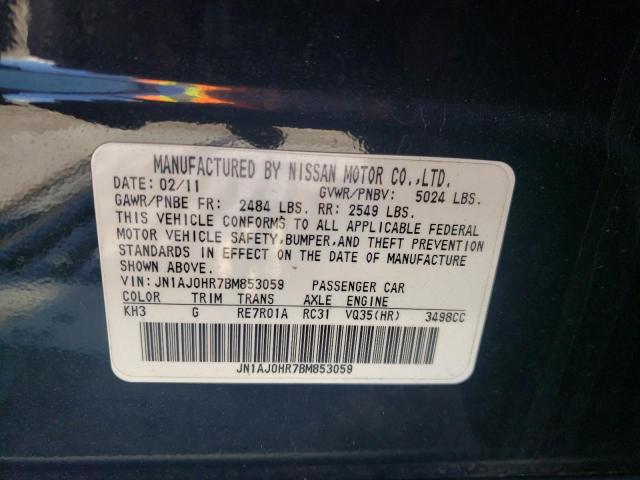 MANUFACTURED BY NISSAN MOTOR CO.,LTD.
DATE: 02/11 GVWR/PNBV: 5024 LBS.
GAWR/PNBE FR: 2484 LBS. RR: 2549 LBS.
THIS VEHICLE CONFORMS TO ALL APPLICABLE FEDERAL
MOTOR VEHICLE SAFETY,BUMPER,AND THEFT PREVENTION
STANDARDS IN EFFECT ON THE DATE OF MANUFACTURE
SHOWN ABOVE.
VIN: JN1AJ0HR7BM853059 PASSENGER CAR
COLOR TRIM TRANS AXLE ENGINE
KH3 G RE7R01A RC31 VQ35(HR) 3498CC
JN1AJ0HR7BM853059